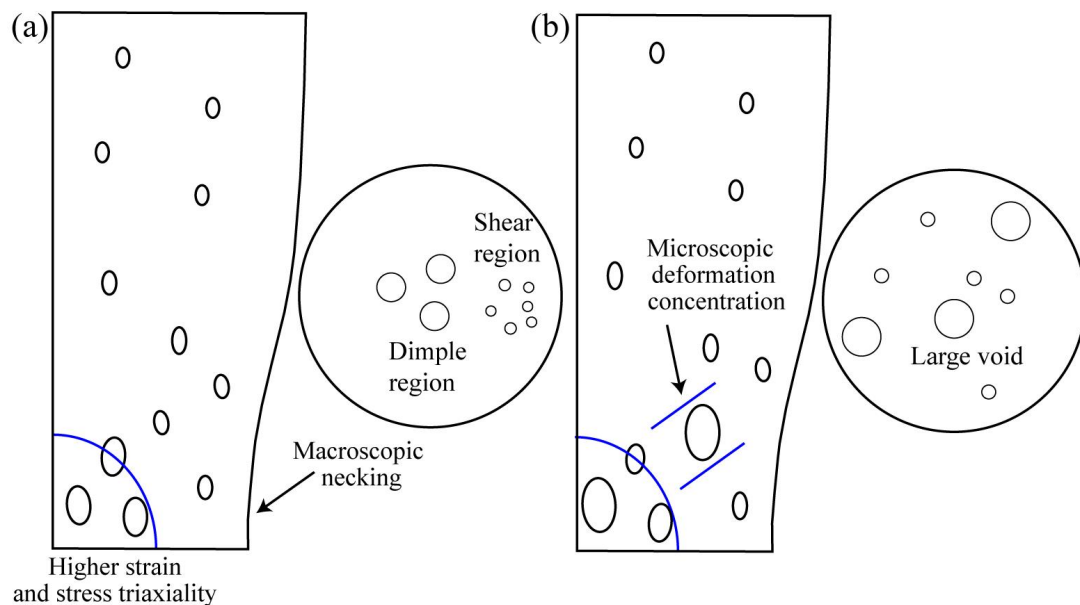 (a)
Shear
region
Dimple
region
Macroscopic
necking
Higher strain
and stress triaxiality
(b)
Microscopic
deformation
concentration
Large void